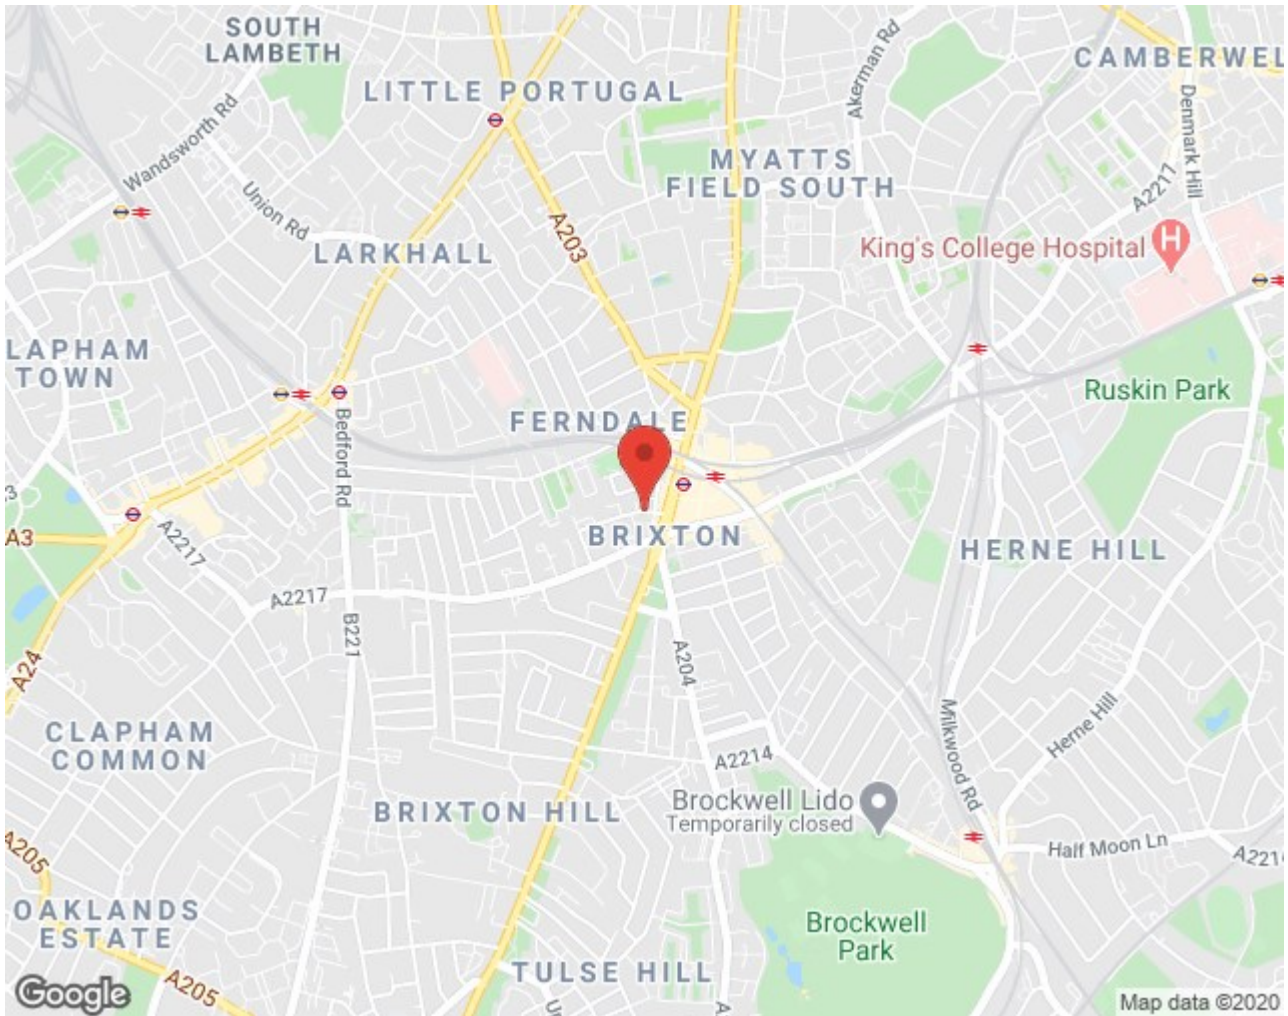 SOUTH
LAMBETH
CAMBERWEL
LITTLE PORTUGAL
Akerman Rd
Denmark Hill
Wandsworth Rd
MYATTS
FIELD SOUTH
A2217
Union Rd
A203
LARKHALL
King's College Hospital
H
LAPHAM
TOWN
Ruskin Park
FERNDALE
Bedford Rd
A3
A2217
BRIXTON
HERNE HILL
A2217
B221
A204
A24
CLAPHAM
COMMON
Milkwood Rd
Herne Hill
A2214
BRIXTON HILL
Brockwell Lido
Temporarily closed
A205
Half Moon Ln
A221
OAKLANDS
ESTATE
Brockwell
Park
TULSE HILL
A205
A
Google
Map data ©2020